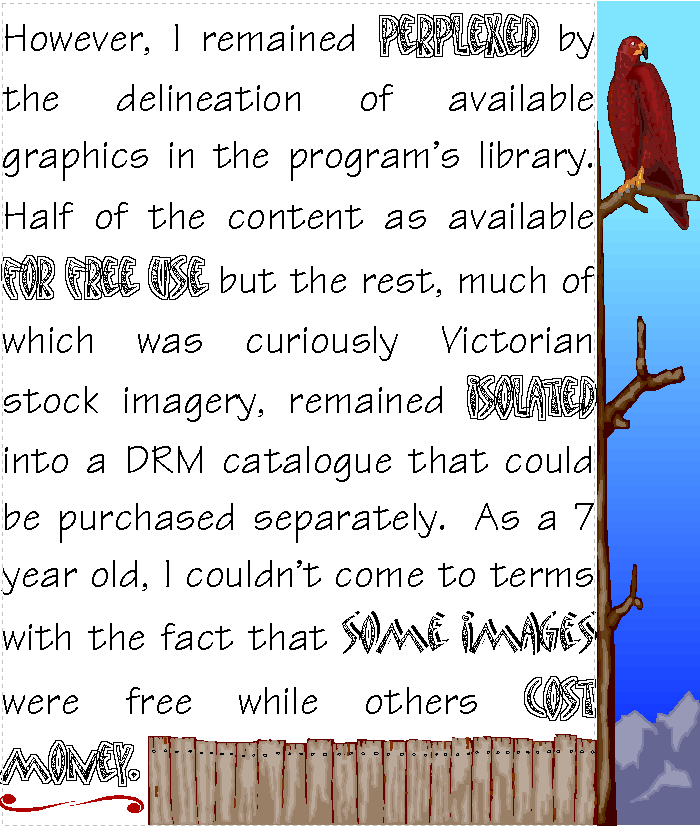 However, I remained PERPLEXED by
the delineation of available
graphics in the program's library.
Half of the content as available
FOR FREE USE but the rest, much of
which was curiously Victorian
stock imagery, remained ISOLATED
into a DRM catalogue that could
be purchased separately. As a 7
year old, I couldn't come to terms
with the fact that SOME IMAGES
were free while others COST
MONEY.